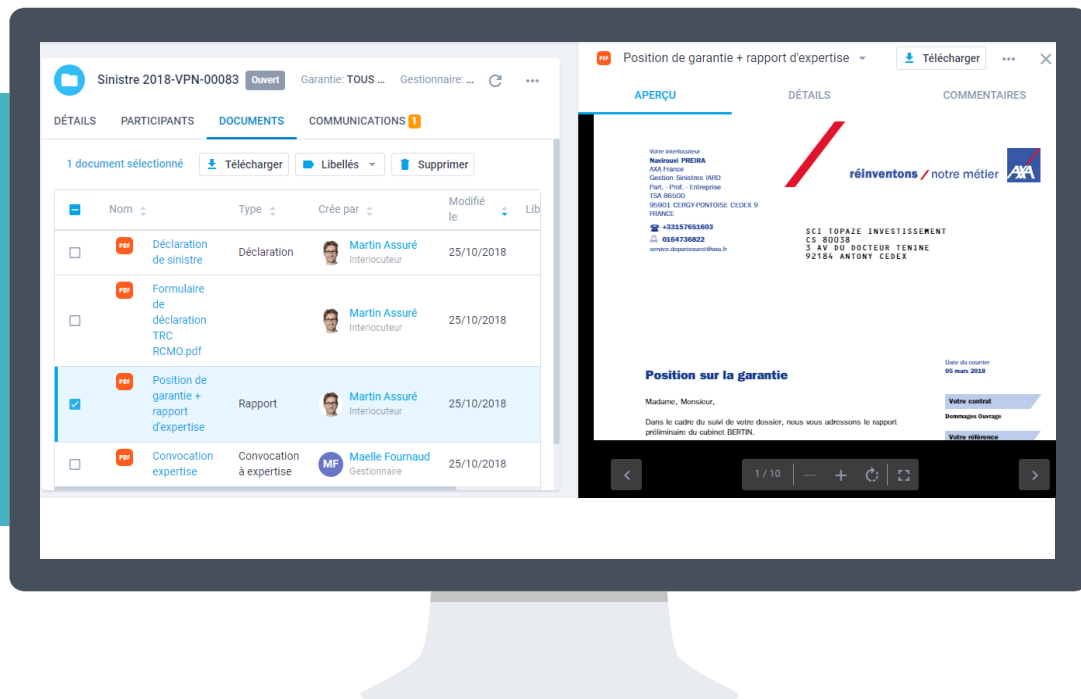 Sinistre 2018-VPN-00083 Ouvert Garantie: TOUS ... Gestionnaire: ... ...
DÉTAILS PARTICIPANTS DOCUMENTS COMMUNICATIONS 1
1 document sélectionné Télécharger Libellés Supprimer
Nom Type Crée par Modifié le Lib
PDF Déclaration de sinistre Déclaration Martin Assuré 25/10/2018
Interlocuteur
PDF Formulaire
de
déclaration Martin Assuré 25/10/2018
TRC Interlocuteur
RCMO.pdf
PDF Position de
garantie + Martin Assuré
rapport Rapport Interlocuteur 25/10/2018
d'expertise
PDF Convocation Convocation MF Maelle Fournaud 25/10/2018
expertise à expertise Gestionnaire
PDF Position de garantie + rapport d'expertise Télécharger ...
APERÇU DÉTAILS COMMENTAIRES
Votre interlocuteur
Navirouvi PREIRA
AXA France
Gestion Sinistres IARD
Part. - Prof. - Entreprise
TSA 86500
95901 CERGY-PONTOISE CEDEX 9
FRANCE
+33157651603
0164736822
réinventons / notre métier AXA
SCI TOPAZE INVESTISSEMENT
CS 80038
3 AV DU DOCTEUR TENINE
92184 ANTONY CEDEX
Date du courrier
05 mars 2018
Position sur la garantie
Madame, Monsieur,
Dans le cadre du suivi de votre dossier, nous vous adressons le rapport
préliminaire du cabinet BERTIN.
Votre contrat
Dommages Ouvrage
Votre référence
1 / 10